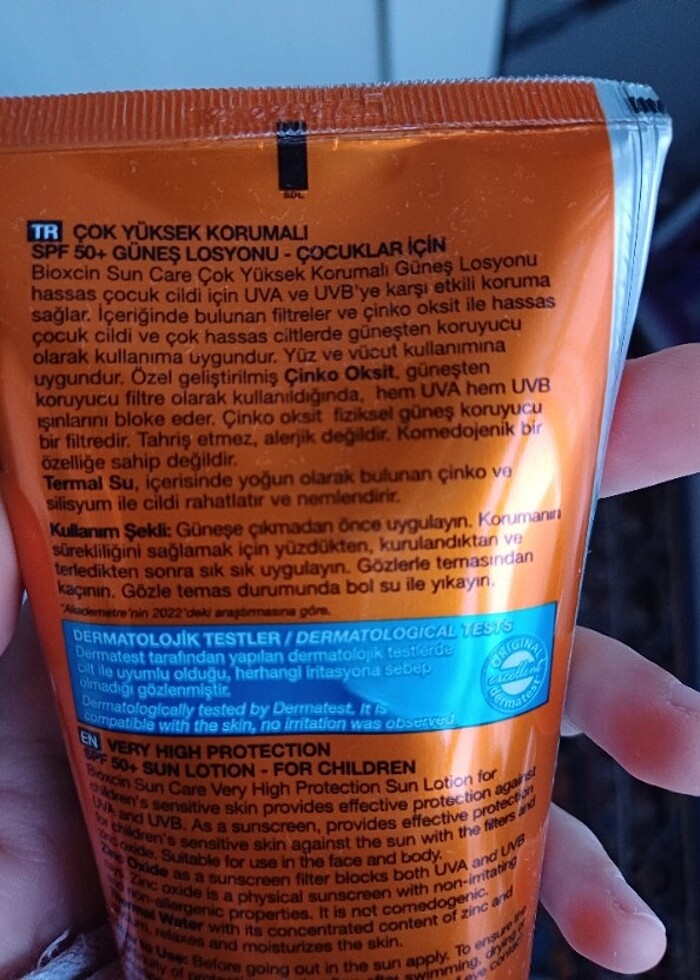 SDL
TR ÇOK YÜKSEK KORUMALI
SPF 50+ GÜNEŞ LOSYONU - ÇOCUKLAR İÇİN
Bioxcin Sun Care Çok Yüksek Korumalı Güneş Losyonu
hassas çocuk cildi için UVA ve UVB'ye karşı etkili koruma
sağlar. İçeriğinde bulunan filtreler ve çinko oksit ile hassas
çocuk cildi ve çok hassas ciltlerde güneşten koruyucu
olarak kullanıma uygundur. Yüz ve vücut kullanımına
uygundur. Özel geliştirilmiş Çinko Oksit, güneşten
koruyucu filtre olarak kullanıldığında, hem UVA hem UVB
ışınlarını bloke eder. Çinko oksit fiziksel güneş koruyucu
bir filtredir. Tahriş etmez, alerjik değildir. Komedojenik bir
özelliğe sahip değildir.
Termal Su, içerisinde yoğun olarak bulunan çinko ve
silisyum ile cildi rahatlatır ve nemlendirir.
Kullanım Şekli: Güneşe çıkmadan önce uygulayın. Korumanın
sürekliliğini sağlamak için yüzdükten, kurulandıktan ve
terledikten sonra sık sık uygulayın. Gözlerle temasından
kaçının. Gözle temas durumunda bol su ile yıkayın.
*Akademetre'nin 2022'deki araştırmasına göre.
DERMATOLOJİK TESTLER / DERMATOLOGICAL TESTS
Dermatest tarafından yapılan dermatolojik testlerde
cilt ile uyumlu olduğu, herhangi iritasyona sebep
olmadığı gözlenmiştir.
Dermatologically tested by Dermatest. It is
compatible with the skin, no irritation was observed.
ORIGINAL
excellent
dermatest
EN VERY HIGH PROTECTION
SPF 50+ SUN LOTION - FOR CHILDREN
Bioxcin Sun Care Very High Protection Sun Lotion for
children's sensitive skin provides effective protection against
UVA and UVB. As a sunscreen, provides effective protection
for children's sensitive skin against the sun with the filters and
oxide. Suitable for use in the face and body.
Zinc Oxide as a sunscreen filter blocks both UVA and UVB
Zinc oxide is a physical sunscreen with non-irritating
non-allergenic properties. It is not comedogenic.
Water with its concentrated content of zinc and
relaxes and moisturizes the skin.
to Use: Before going out in the sun apply. To ensure the
of after swimming, drying